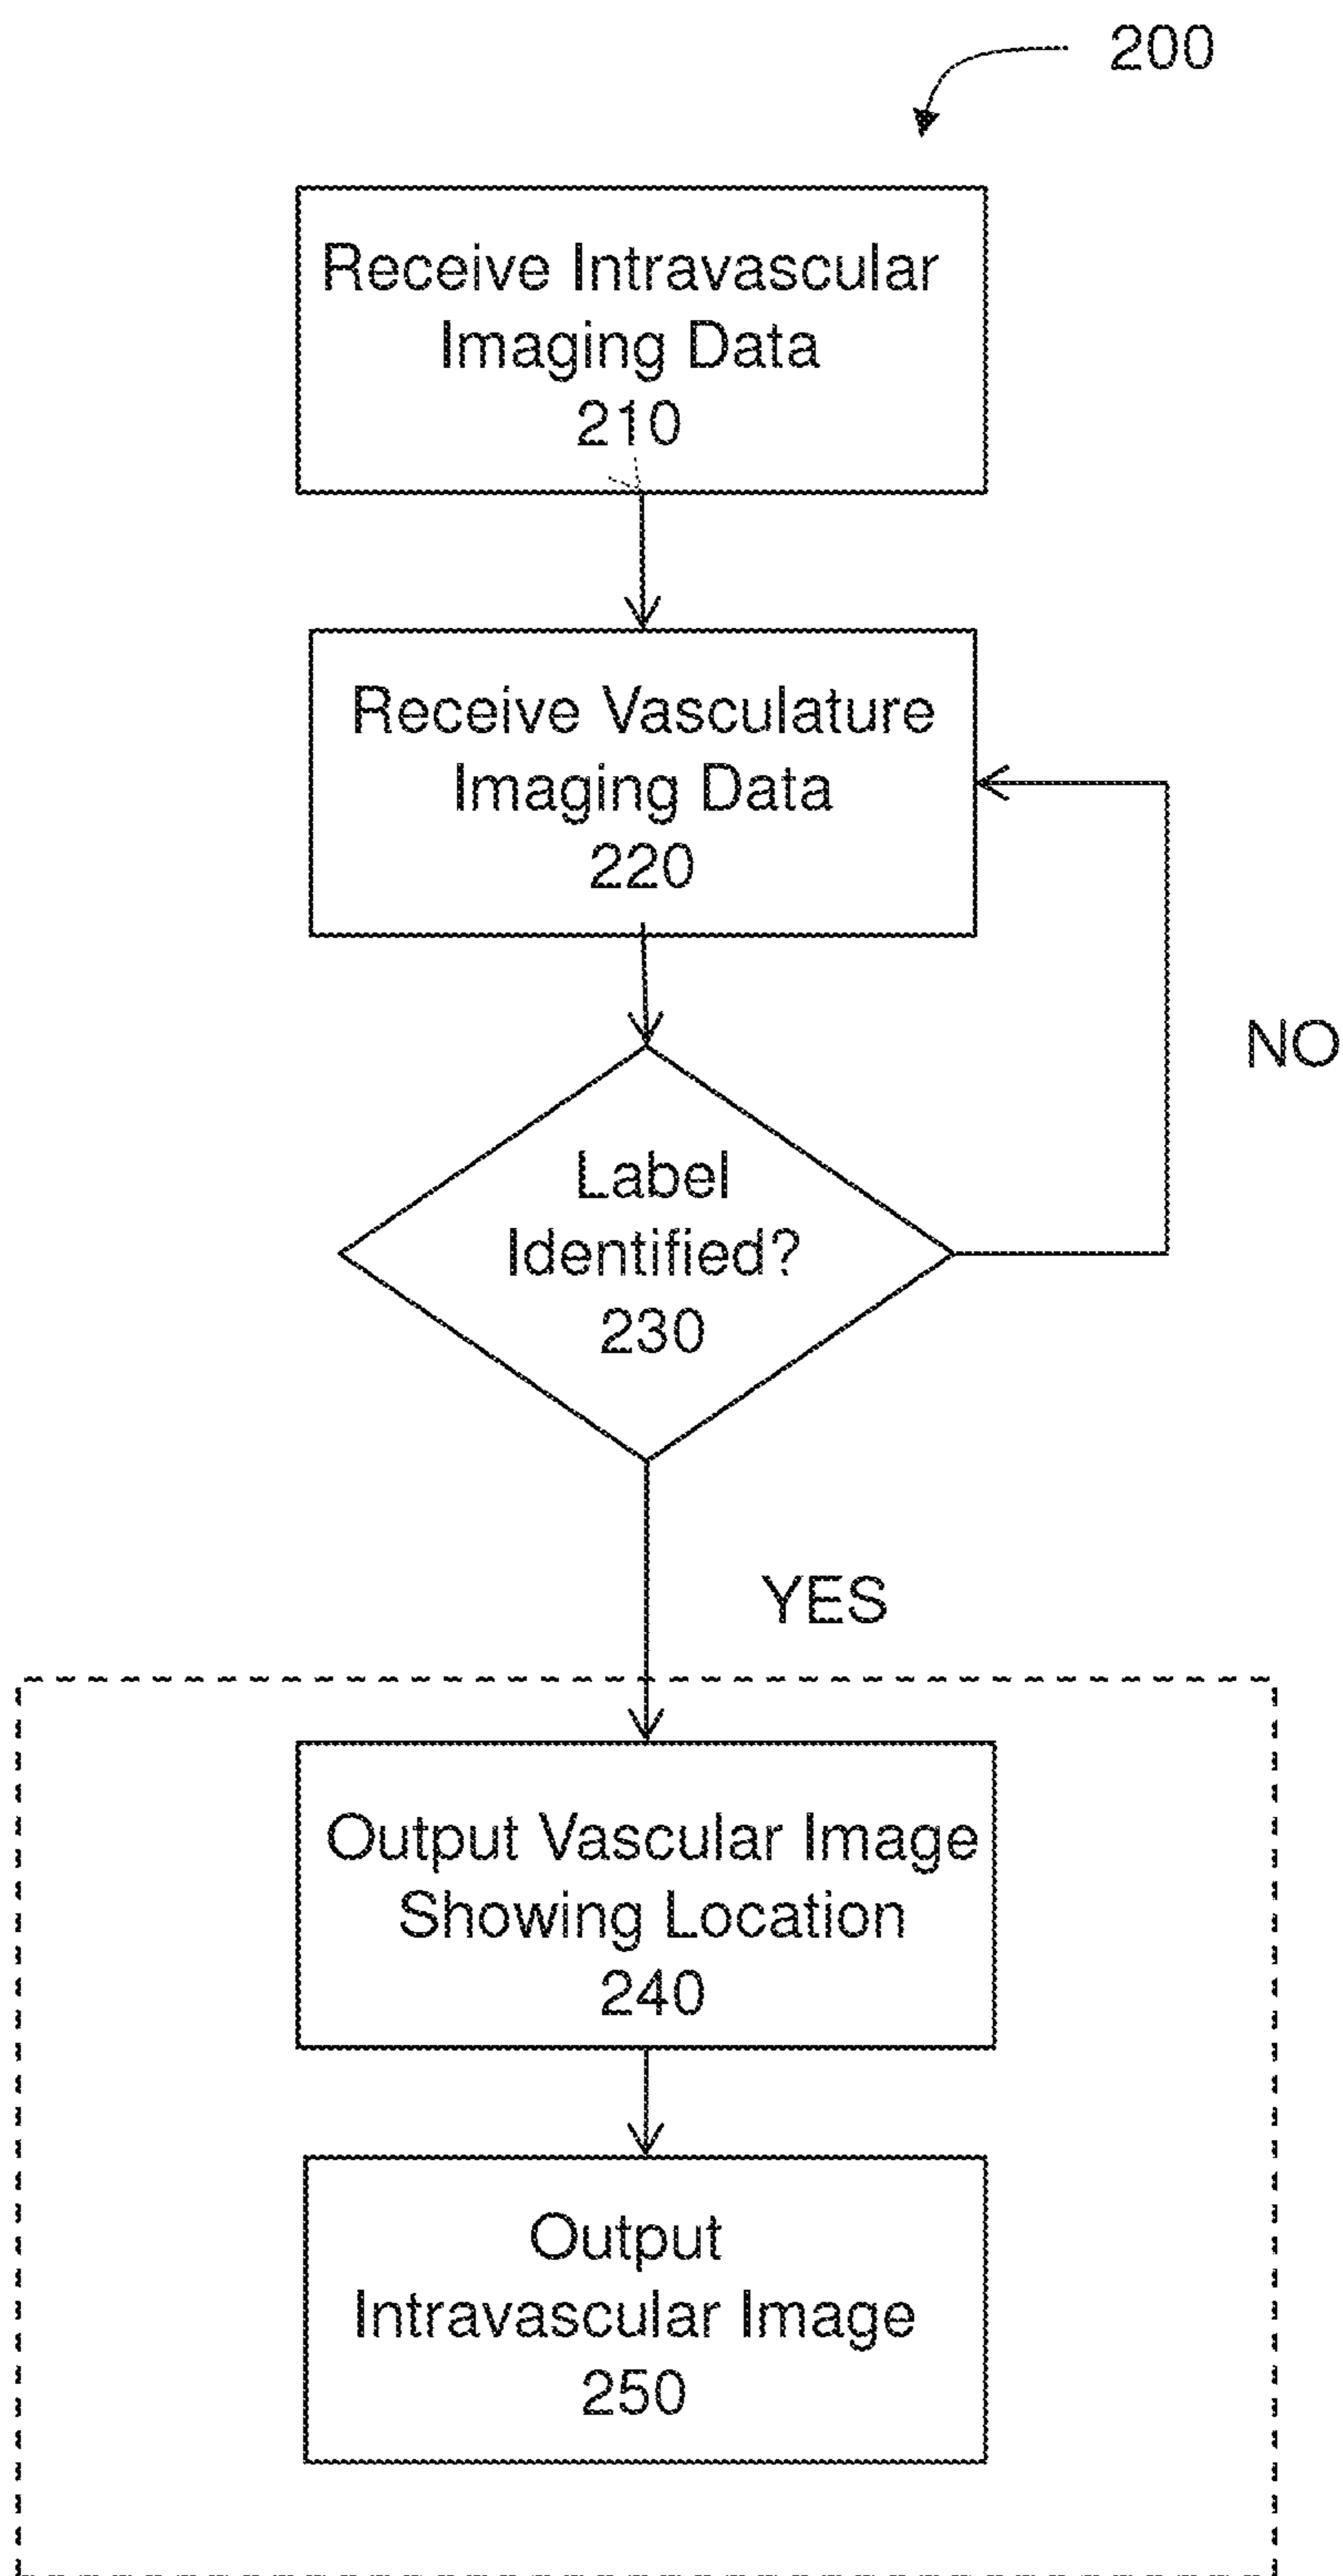 200
Receive Intravascular
Imaging Data
210
Receive Vasculature
Imaging Data
220
NO
Label
Identified?
230
YES
Output Vascular Image
Showing Location
240
Output
Intravascular Image
250